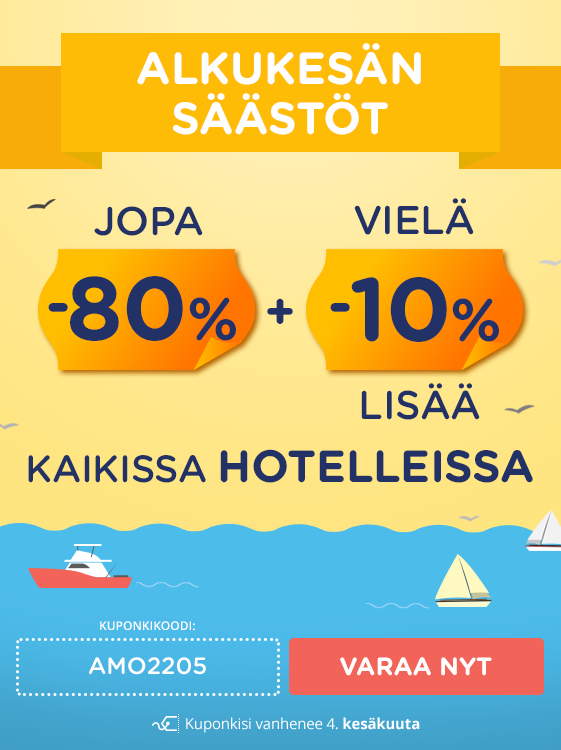 ALKUKESÄN
SÄÄSTÖT
JOPA
-80%
+
VIELÄ
-10%
LISÄÄ
KAIKISSA HOTELLEISSA
KUPONKIKOODI:
AMO2205
VARAA NYT
Kuponkisi vanhenee 4. kesäkuuta